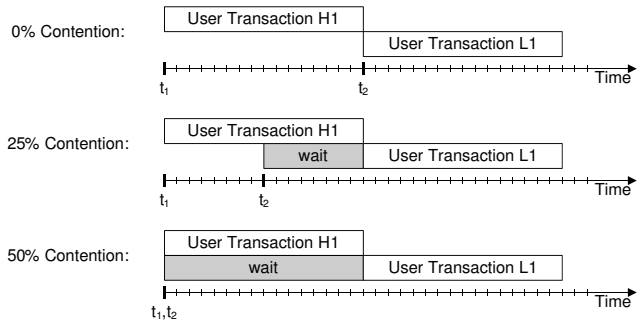 User Transaction H1
0% Contention:
User Transaction L1
Time
t1
t2
User Transaction H1
25% Contention:
wait
User Transaction L1
Time
t1
t2
User Transaction H1
50% Contention:
wait
User Transaction L1
Time
t1,t2